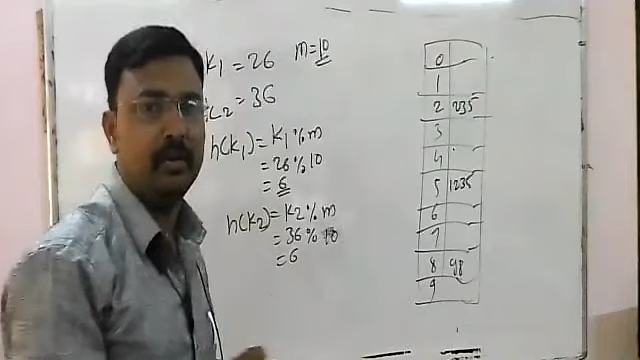 k1 = 26 m = 10
k2 = 36
h(k1) = k1 % m
= 26 % 10
= 6
h(k2) = k2 % m
= 36 % 10
= 6
0
1
2 235
3
4
5 1235
6
7
8 98
9